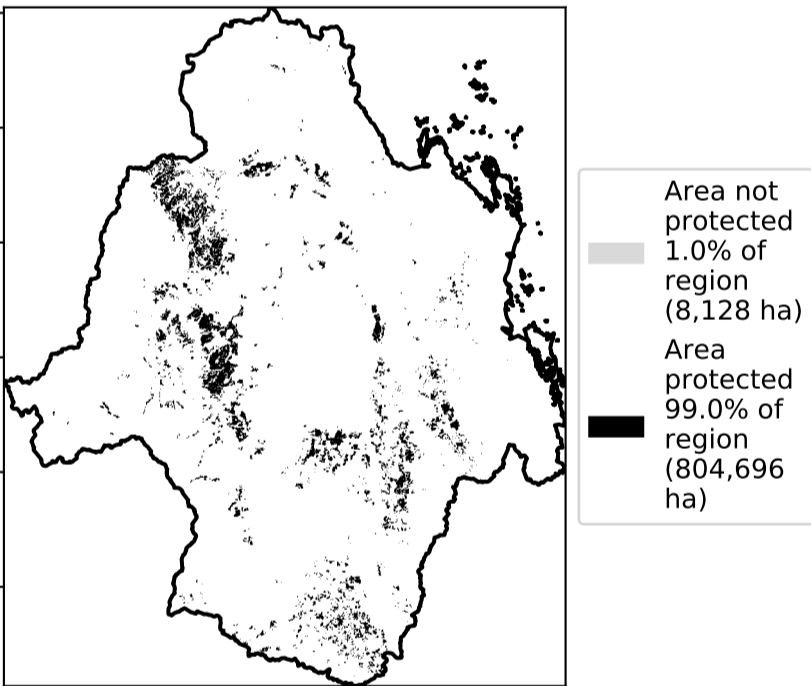 Area not
protected
1.0% of
region
(8,128 ha)
Area
protected
99.0% of
region
(804,696
ha)